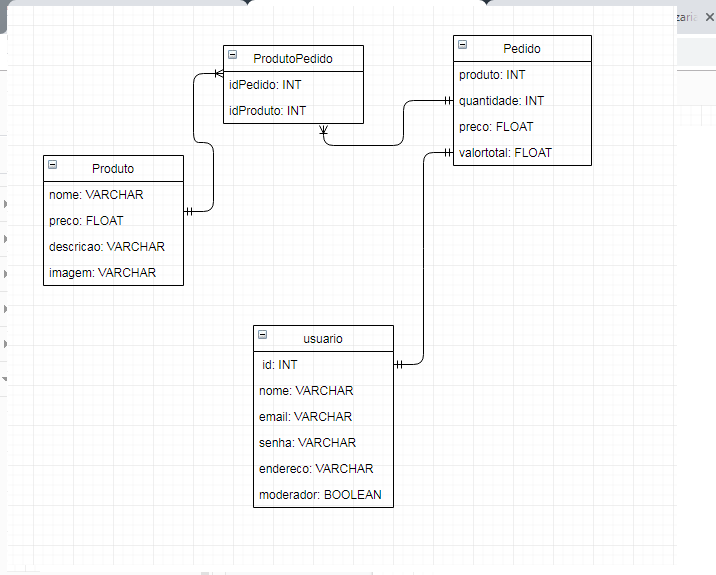 zaria
ProdutoPedido
idPedido: INT
idProduto: INT
Pedido
produto: INT
quantidade: INT
preco: FLOAT
valortotal: FLOAT
Produto
nome: VARCHAR
preco: FLOAT
descricao: VARCHAR
imagem: VARCHAR
usuario
id: INT
nome: VARCHAR
email: VARCHAR
senha: VARCHAR
endereco: VARCHAR
moderador: BOOLEAN